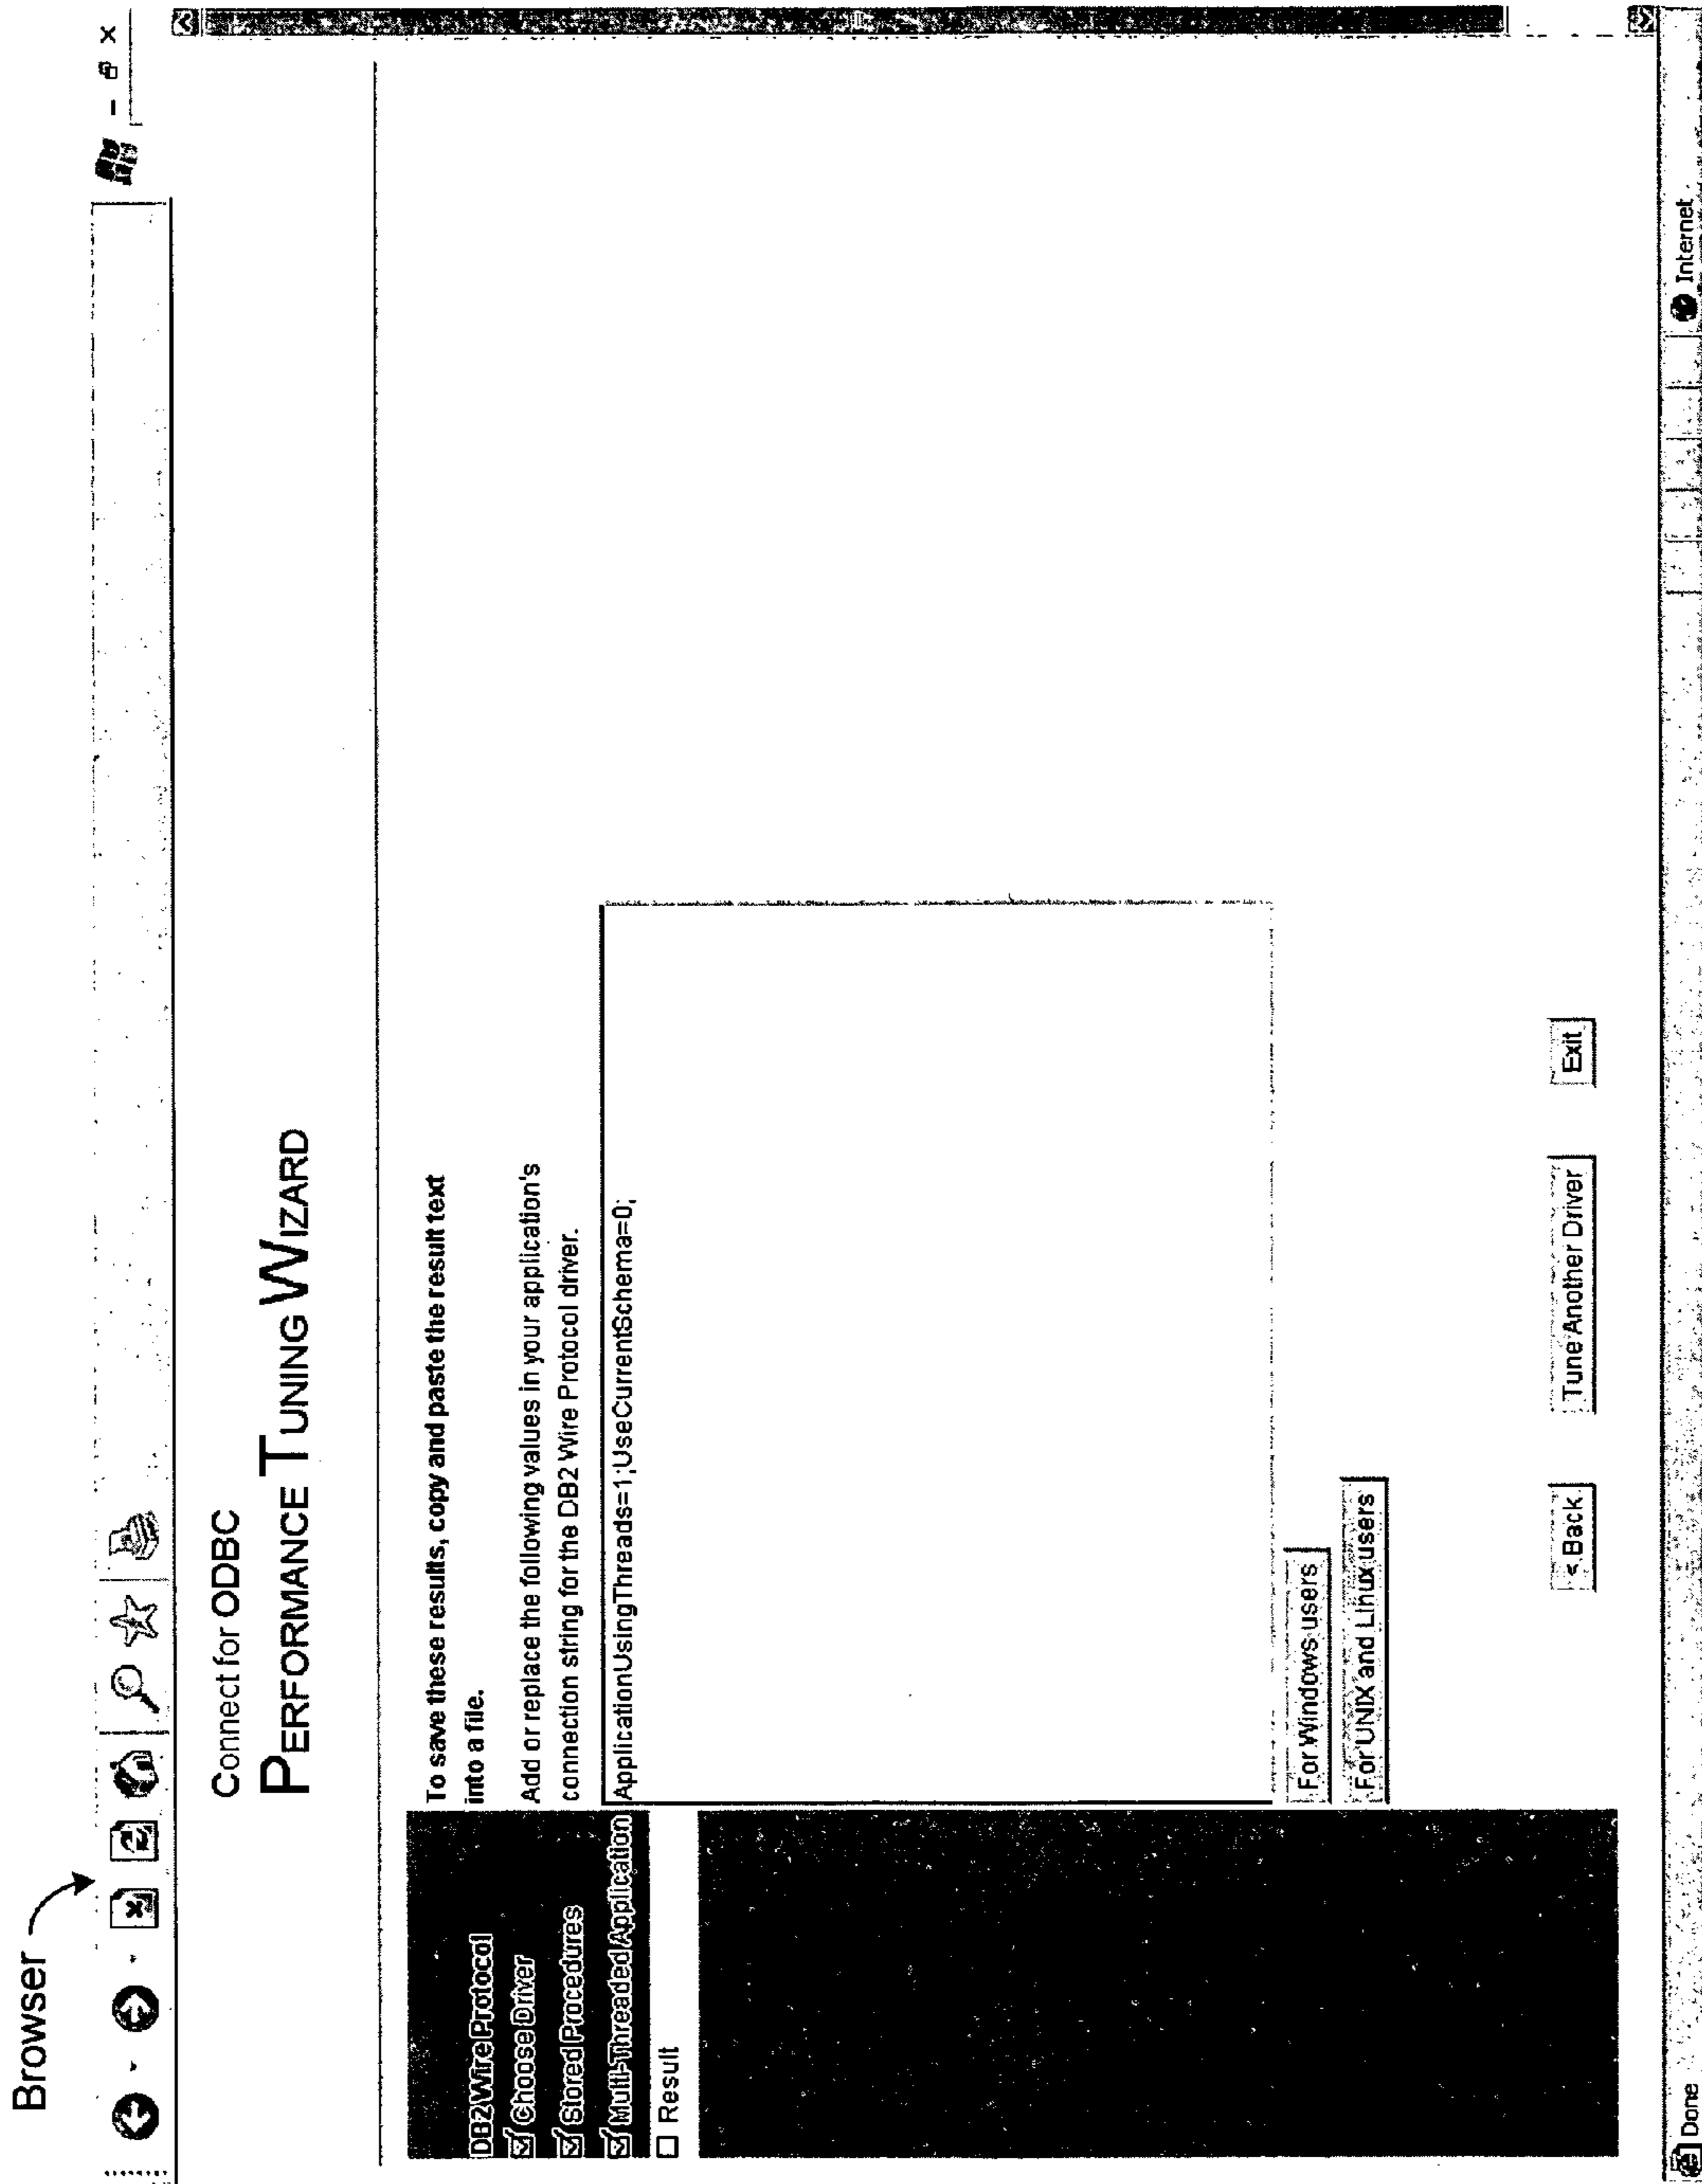 Browser
Connect for ODBC
PERFORMANCE TUNING WIZARD
DB2 Wire Protocol
Choose Driver
Stored Procedures
Multi-Threaded Application
Result
To save these results, copy and paste the result text
into a file.
Add or replace the following values in your application's
connection string for the DB2 Wire Protocol driver.
ApplicationUsingThreads=1;UseCurrentSchema=0;
For Windows users
For UNIX and Linux users
< Back
Tune Another Driver
Exit
Done
Internet